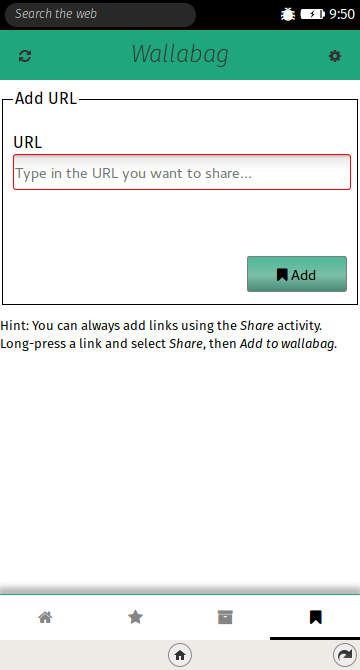 Search the web
9:50
Wallabag
Add URL
URL
Type in the URL you want to share...
Add
Hint: You can always add links using the Share activity.
Long-press a link and select Share, then Add to wallabag.